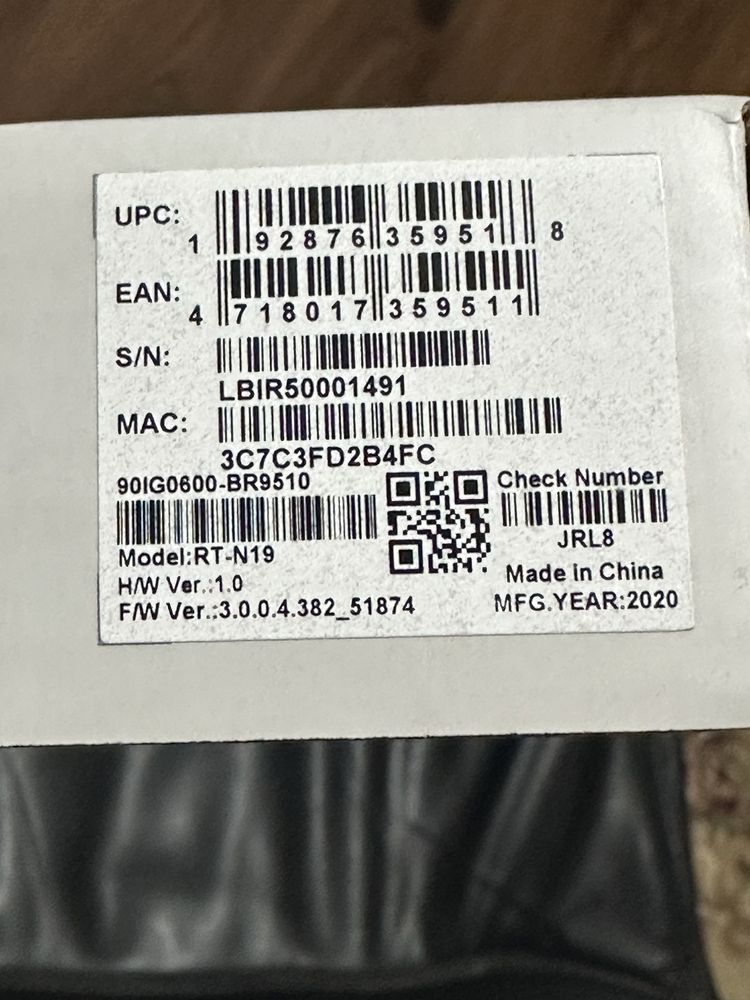 UPC:
1 92876 35951 8
EAN:
4 718017 359511
S/N:
LBIR50001491
MAC:
3C7C3FD2B4FC
90IG0600-BR9510
Check Number
JRL8
Model:RT-N19
Made in China
H/W Ver.:1.0
F/W Ver.:3.0.0.4.382_51874
MFG.YEAR:2020